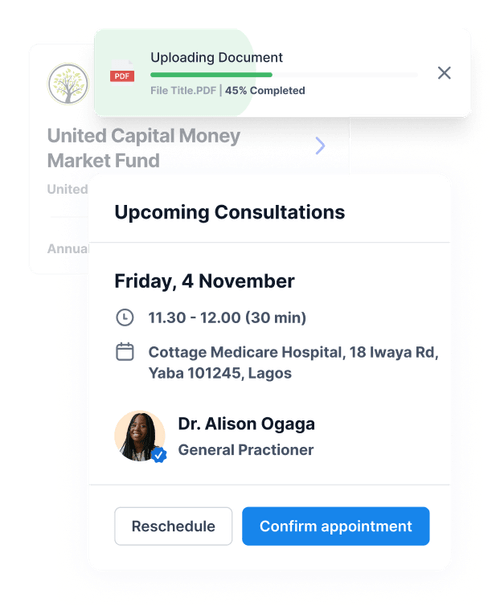 Uploading Document
PDF
File Title.PDF | 45% Completed
United Capital Money
Market Fund
United
Annual
Upcoming Consultations
Friday, 4 November
11.30 - 12.00 (30 min)
Cottage Medicare Hospital, 18 Iwaya Rd,
Yaba 101245, Lagos
Dr. Alison Ogaga
General Practioner
Reschedule
Confirm appointment